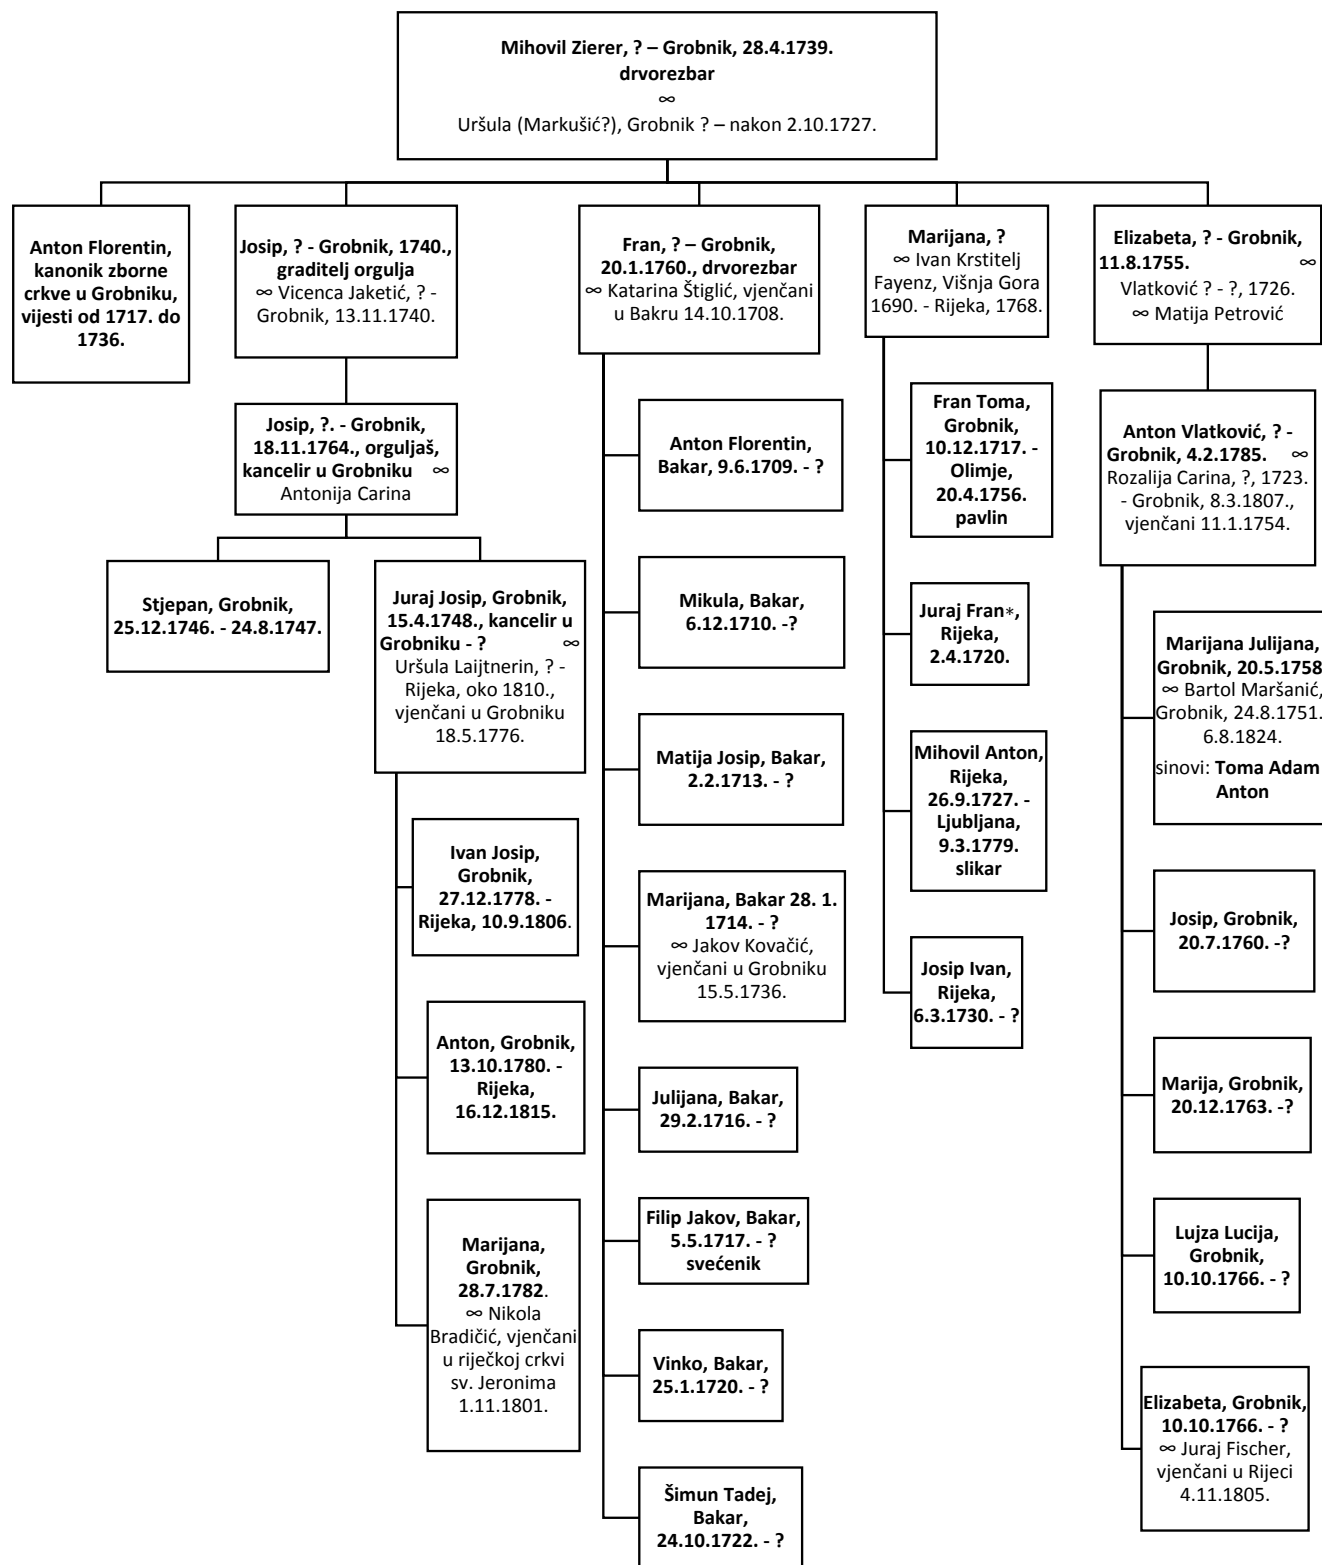 Mihovil Zierer, ? – Grobnik, 28.4.1739.
drvorezbar
∞
Uršula (Markušić?), Grobnik ? – nakon 2.10.1727.
Anton Florentin,
kanonik zborne
crkve u Grobniku,
vijesti od 1717. do
1736.
Josip, ? - Grobnik, 1740.,
graditelj orgulja
∞ Vicenca Jaketić, ? -
Grobnik, 13.11.1740.
Fran, ? – Grobnik,
20.1.1760., drvorezbar
∞ Katarina Štiglić, vjenčani
u Bakru 14.10.1708.
Marijana, ?
∞ Ivan Krstitelj
Fayenz, Višnja Gora
1690. - Rijeka, 1768.
Elizabeta, ? - Grobnik,
11.8.1755. ∞
Vlatković ? - ?, 1726.
∞ Matija Petrović
Josip, ?. - Grobnik,
18.11.1764., orguljaš,
kancelir u Grobniku ∞
Antonija Carina
Stjepan, Grobnik,
25.12.1746. - 24.8.1747.
Juraj Josip, Grobnik,
15.4.1748., kancelir u
Grobniku - ? ∞
Uršula Laijtnerin, ? -
Rijeka, oko 1810.,
vjenčani u Grobniku
18.5.1776.
Ivan Josip,
Grobnik,
27.12.1778. -
Rijeka, 10.9.1806.
Anton, Grobnik,
13.10.1780. -
Rijeka,
16.12.1815.
Marijana,
Grobnik,
28.7.1782.
∞ Nikola
Bradičić, vjenčani
u riječkoj crkvi
sv. Jeronima
1.11.1801.
Anton Florentin,
Bakar, 9.6.1709. - ?
Mikula, Bakar,
6.12.1710. -?
Matija Josip, Bakar,
2.2.1713. - ?
Marijana, Bakar 28. 1.
1714. - ?
∞ Jakov Kovačić,
vjenčani u Grobniku
15.5.1736.
Julijana, Bakar,
29.2.1716. - ?
Filip Jakov, Bakar,
5.5.1717. - ?
svećenik
Vinko, Bakar,
25.1.1720. - ?
Šimun Tadej,
Bakar,
24.10.1722. - ?
Fran Toma,
Grobnik,
10.12.1717. -
Olimje,
20.4.1756.
pavlin
Juraj Fran*,
Rijeka,
2.4.1720.
Mihovil Anton,
Rijeka,
26.9.1727. -
Ljubljana,
9.3.1779.
slikar
Josip Ivan,
Rijeka,
6.3.1730. - ?
Anton Vlatković, ? -
Grobnik, 4.2.1785. ∞
Rozalija Carina, ?, 1723.
- Grobnik, 8.3.1807.,
vjenčani 11.1.1754.
Marijana Julijana,
Grobnik, 20.5.1758
∞ Bartol Maršanić,
Grobnik, 24.8.1751.
6.8.1824.
sinovi: Toma Adam
Anton
Josip, Grobnik,
20.7.1760. -?
Marija, Grobnik,
20.12.1763. -?
Lujza Lucija,
Grobnik,
10.10.1766. - ?
Elizabeta, Grobnik,
10.10.1766. - ?
∞ Juraj Fischer,
vjenčani u Rijeci
4.11.1805.